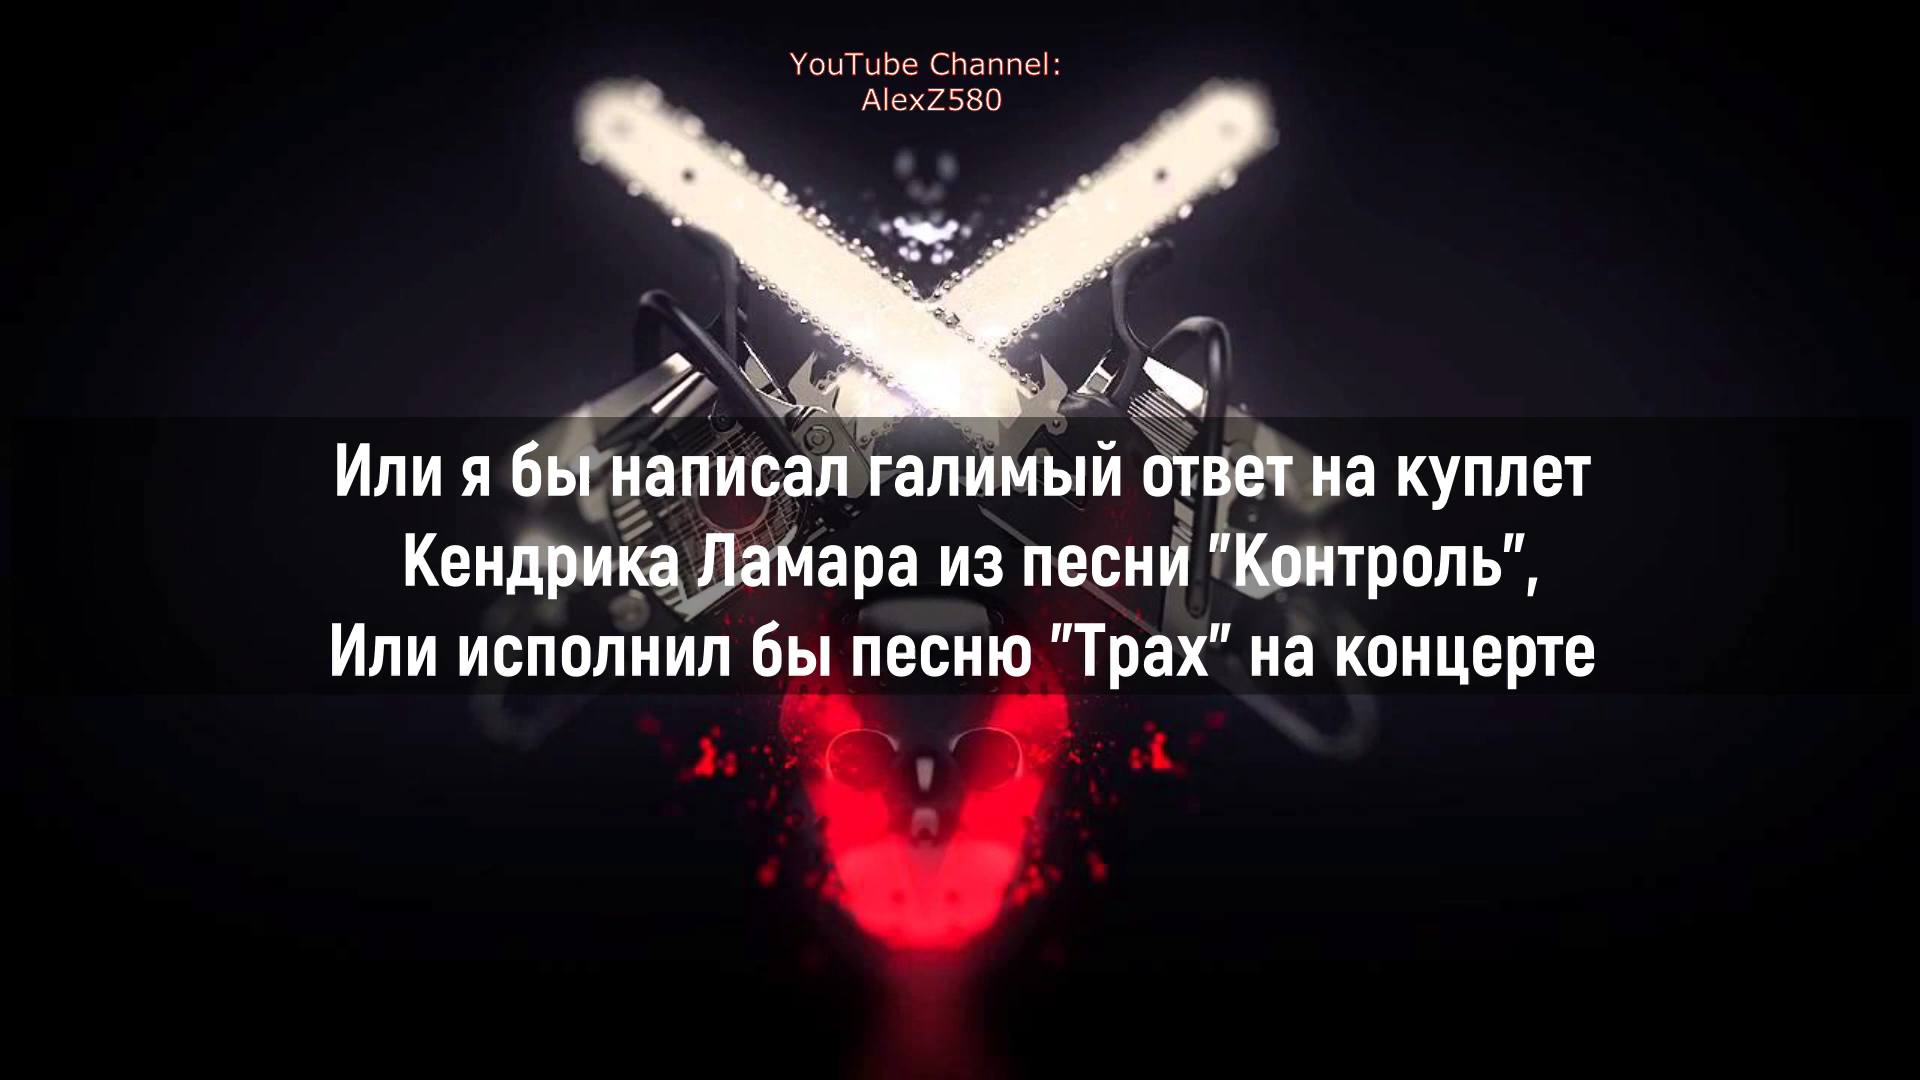 YouTube Channel:
AlexZ580
Или я бы написал галимый ответ на куплет
Кендрика Ламара из песни "Контроль",
Или исполнил бы песню "Трах" на концерте